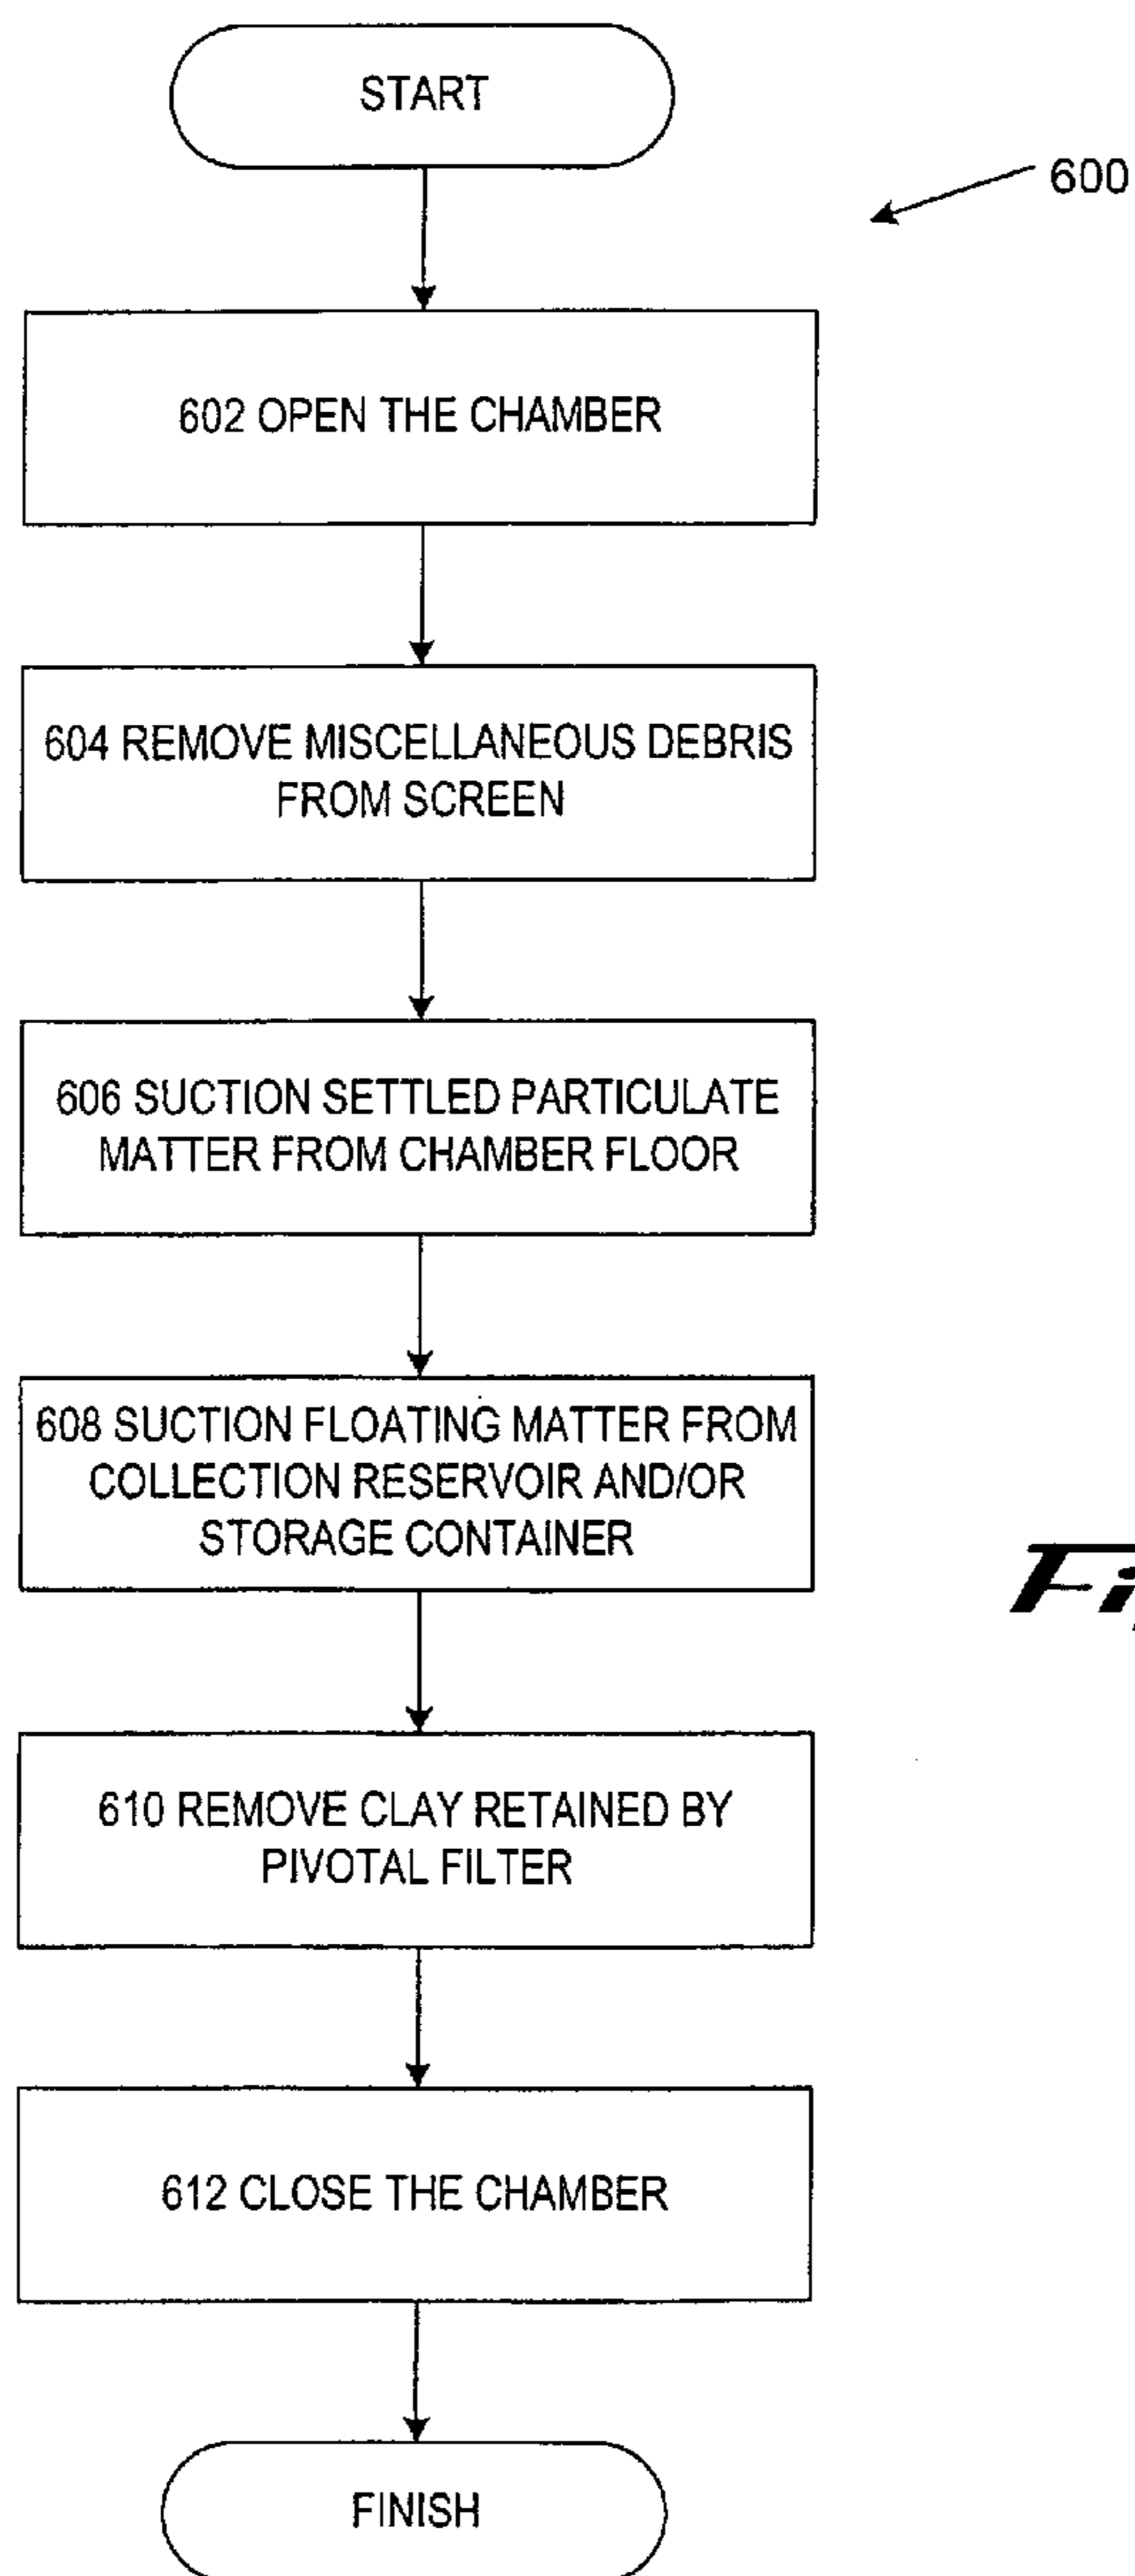 START
600
602 OPEN THE CHAMBER
604 REMOVE MISCELLANEOUS DEBRIS
FROM SCREEN
606 SUCTION SETTLED PARTICULATE
MATTER FROM CHAMBER FLOOR
608 SUCTION FLOATING MATTER FROM
COLLECTION RESERVOIR AND/OR
STORAGE CONTAINER
610 REMOVE CLAY RETAINED BY
PIVOTAL FILTER
612 CLOSE THE CHAMBER
FINISH